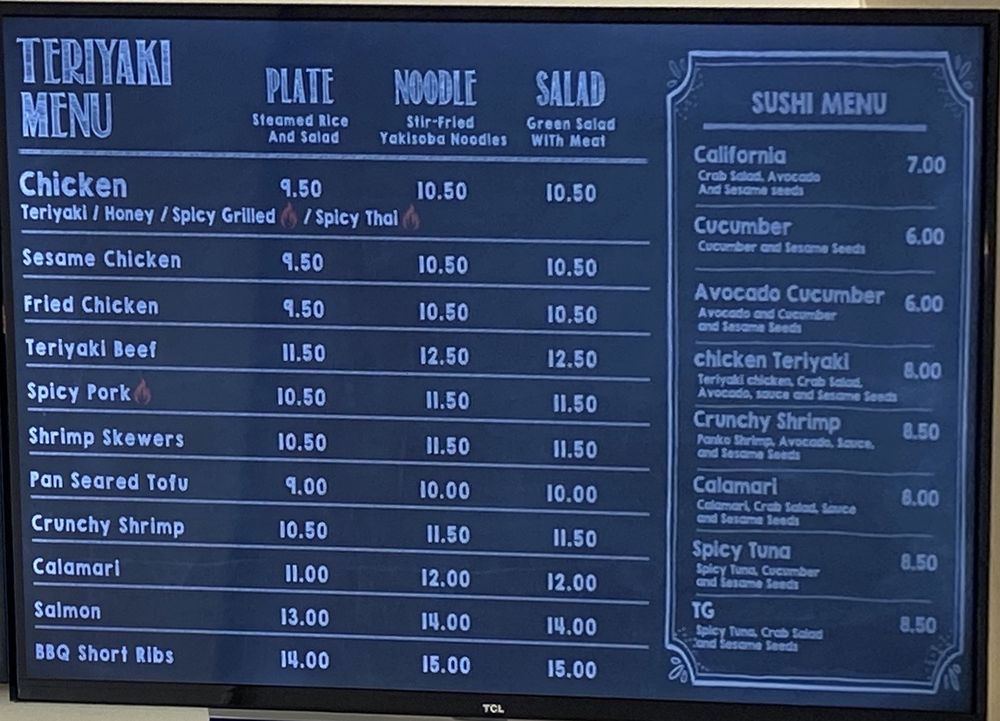 TERIYAKI
MENU
PLATE
Steamed Rice
And Salad
NOODLE
Stir-Fried
Yakisoba Noodles
SALAD
Green Salad
WITh Meat
Chicken 9.50 10.50 10.50
Teriyaki / Honey / Spicy Grilled / Spicy Thai
Sesame Chicken 9.50 10.50 10.50
Fried Chicken 9.50 10.50 10.50
Teriyaki Beef 11.50 12.50 12.50
Spicy Pork 10.50 11.50 11.50
Shrimp Skewers 10.50 11.50 11.50
Pan Seared Tofu 9.00 10.00 10.00
Crunchy Shrimp 10.50 11.50 11.50
Calamari 11.00 12.00 12.00
Salmon 13.00 14.00 14.00
BBQ Short Ribs 14.00 15.00 15.00
SUSHI MENU
California 7.00
Crab Salad, Avocado
And Sesame seeds
Cucumber 6.00
Cucumber and Sesame Seeds
Avocado Cucumber 6.00
Avocado and Cucumber
and Sesame Seeds
chicken Teriyaki 8.00
Teriyaki chicken, Crab Salad,
Avocado, sauce and Sesame Seeds
Crunchy Shrimp 8.50
Panko Shrimp, Avocado, Sauce,
and Sesame Seeds
Calamari 8.00
Calamari, Crab Salad, Sauce
and Sesame Seeds
Spicy Tuna 8.50
Spicy Tuna, Cucumber
and Sesame Seeds
TG 8.50
Spicy Tuna, Crab Salad
and Sesame Seeds
TCL